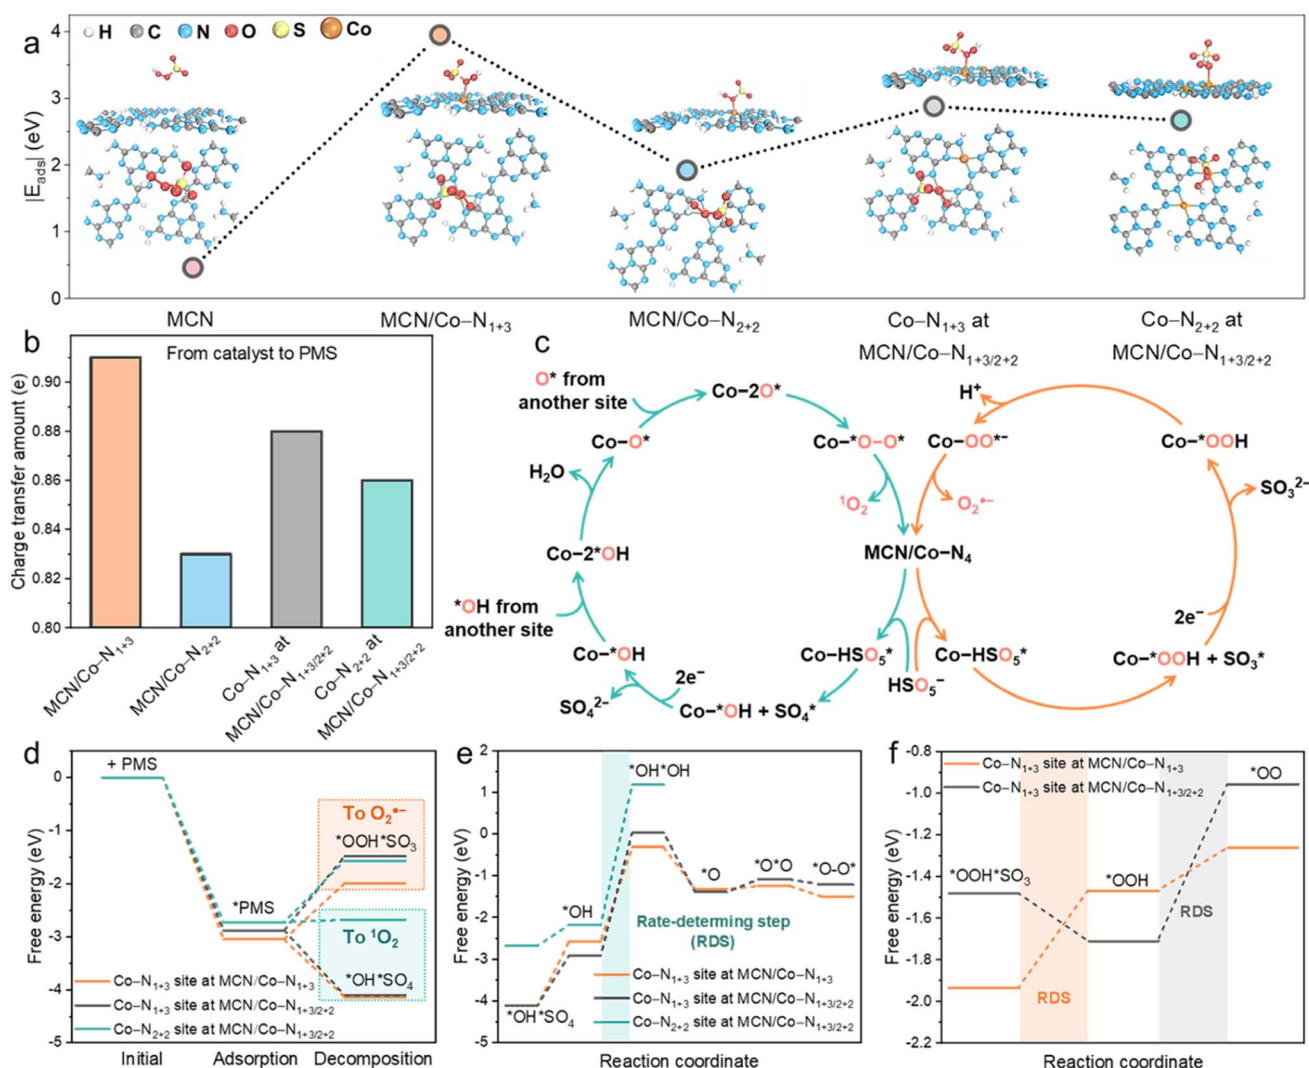 a
H C N O S Co
|E_ads| (eV)
4
3
2
1
0
MCN
MCN/Co−N₁₊₃
MCN/Co−N₂₊₂
Co−N₁₊₃ at
MCN/Co−N₁₊₃/₂₊₂
Co−N₂₊₂ at
MCN/Co−N₁₊₃/₂₊₂
b
From catalyst to PMS
Charge transfer amount (e)
0.90
0.88
0.86
0.84
0.82
0.80
MCN/Co−N₁₊₃
MCN/Co−N₂₊₂
Co−N₁₊₃ at
MCN/Co−N₁₊₃/₂₊₂
Co−N₂₊₂ at
MCN/Co−N₁₊₃/₂₊₂
c
O* from
another site
Co−2O*
Co−*O−O*
Co−O*
H₂O
¹O₂
Co−2*OH
*OH from
another site
Co−*OH
SO₄²⁻
2e⁻
Co−*OH + SO₄*
Co−HSO₅*
HSO₅⁻
MCN/Co−N₄
Co−HSO₅*
Co−*OOH + SO₃*
2e⁻
SO₃²⁻
Co−*OOH
H⁺
Co−OO*⁻
O₂•⁻
d
+ PMS
To O₂•⁻
*OOH*SO₃
*PMS
To ¹O₂
*OH*SO₄
Co−N₁₊₃ site at MCN/Co−N₁₊₃
Co−N₁₊₃ site at MCN/Co−N₁₊₃/₂₊₂
Co−N₂₊₂ site at MCN/Co−N₁₊₃/₂₊₂
Free energy (eV)
0
-1
-2
-3
-4
-5
Initial Adsorption Decomposition
e
*OH*OH
*O
*O*O
*O-O*
*OH
*OH*SO₄
Rate-determing step
(RDS)
Co−N₁₊₃ site at MCN/Co−N₁₊₃
Co−N₁₊₃ site at MCN/Co−N₁₊₃/₂₊₂
Co−N₂₊₂ site at MCN/Co−N₁₊₃/₂₊₂
Free energy (eV)
2
1
0
-1
-2
-3
-4
-5
Reaction coordinate
f
Co−N₁₊₃ site at MCN/Co−N₁₊₃
Co−N₁₊₃ site at MCN/Co−N₁₊₃/₂₊₂
*OO
*OOH*SO₃
*OOH
RDS
RDS
Free energy (eV)
-0.8
-1.0
-1.2
-1.4
-1.6
-1.8
-2.0
-2.2
Reaction coordinate